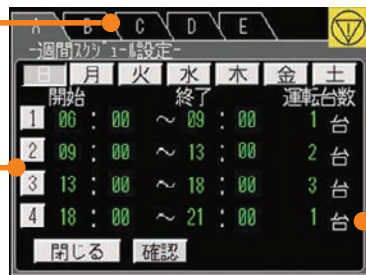 A B C D E
-週間スケジュール設定-
日 月 火 水 木 金 土
開始 終了 運転台数
1 06 : 00 ～ 09 : 00 1 台
2 09 : 00 ～ 13 : 00 2 台
3 13 : 00 ～ 18 : 00 3 台
4 18 : 00 ～ 21 : 00 1 台
閉じる 確認